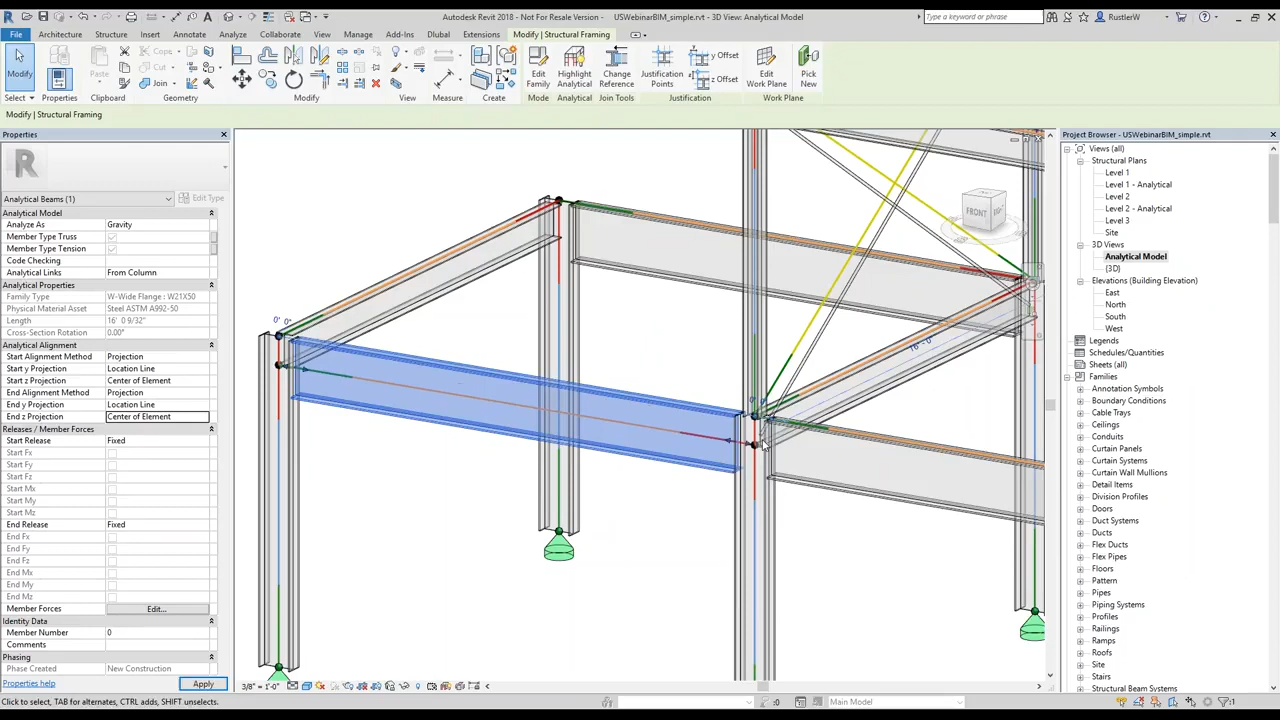 Autodesk Revit 2018 - Not For Resale Version - USWebinarBIM_simple.rvt - 3D View: Analytical Model
Type a keyword or phrase
RustlerW
File
Architecture
Structure
Insert
Annotate
Analyze
Collaborate
View
Manage
Add-Ins
Dlubal
Extensions
Modify | Structural Framing
Modify
Properties
Paste
Cut
Join
Edit Family
Highlight Analytical
Change Reference
Justification Points
y Offset
z Offset
Edit Work Plane
Pick New
Select
Properties
Clipboard
Geometry
Modify
View
Measure
Create
Mode
Analytical
Join Tools
Justification
Work Plane
Modify | Structural Framing
Properties
Analytical Beams (1)
Edit Type
Analytical Model
Analyze As Gravity
Member Type Truss
Member Type Tension
Code Checking
Analytical Links From Column
Analytical Properties
Family Type W-Wide Flange : W21X50
Physical Material Asset Steel ASTM A992-50
Length 16' 0 9/32"
Cross-Section Rotation 0.00°
Analytical Alignment
Start Alignment Method Projection
Start y Projection Location Line
Start z Projection Center of Element
End Alignment Method Projection
End y Projection Location Line
End z Projection Center of Element
Releases / Member Forces
Start Release Fixed
Start Fx
Start Fy
Start Fz
Start Mx
Start My
Start Mz
End Release Fixed
End Fx
End Fy
End Fz
End Mx
End My
End Mz
Member Forces Edit...
Identity Data
Member Number 0
Comments
Phasing
Phase Created New Construction
Properties help
Apply
0' 0"
0' 0"
16' - 0"
FRONT
3/8" = 1'-0"
Project Browser - USWebinarBIM_simple.rvt
Views (all)
Structural Plans
Level 1
Level 1 - Analytical
Level 2
Level 2 - Analytical
Level 3
Site
3D Views
Analytical Model
{3D}
Elevations (Building Elevation)
East
North
South
West
Legends
Schedules/Quantities
Sheets (all)
Families
Annotation Symbols
Boundary Conditions
Cable Trays
Ceilings
Conduits
Curtain Panels
Curtain Systems
Curtain Wall Mullions
Detail Items
Division Profiles
Doors
Duct Systems
Ducts
Flex Ducts
Flex Pipes
Floors
Pattern
Pipes
Piping Systems
Profiles
Railings
Ramps
Roofs
Site
Stairs
Structural Beam Systems
Click to select, TAB for alternates, CTRL adds, SHIFT unselects.
:0
Main Model
:1